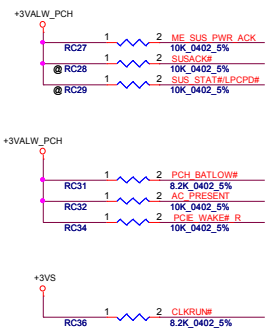 +3VALW_PCH
1 2 ME_SUS_PWR_ACK
RC27 10K_0402_5%
1 2 SUSACK#
@ RC28 10K_0402_5%
1 2 SUS_STAT#/LPCPD#
@ RC29 10K_0402_5%
+3VALW_PCH
1 2 PCH_BATLOW#
RC31 8.2K_0402_5%
1 2 AC_PRESENT
RC32 10K_0402_5%
1 2 PCIE_WAKE#_R
RC34 10K_0402_5%
+3VS
1 2 CLKRUN#
RC36 8.2K_0402_5%